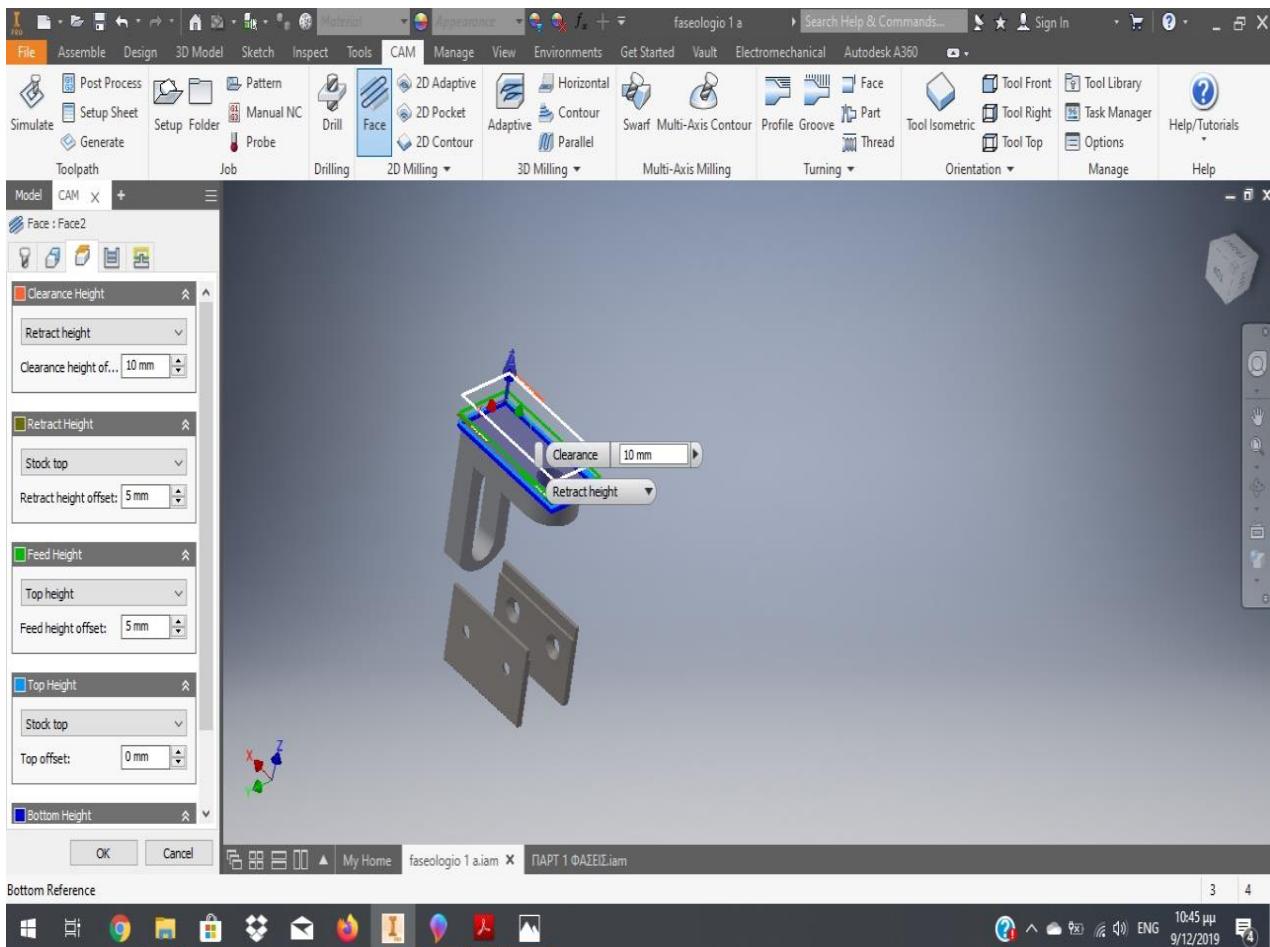 PRO Material Appearance faseologio 1 a Search Help & Commands... Sign In
File Assemble Design 3D Model Sketch Inspect Tools CAM Manage View Environments Get Started Vault Electromechanical Autodesk A360
Post Process Pattern 2D Adaptive Horizontal Face Tool Front Tool Library
Setup Sheet Manual NC 2D Pocket Contour Part Tool Right Task Manager
Simulate Setup Folder Drill Face Adaptive Swarf Multi-Axis Contour Profile Groove Tool Isometric Help/Tutorials
Generate Probe 2D Contour Parallel Thread Tool Top Options
Toolpath Job Drilling 2D Milling 3D Milling Multi-Axis Milling Turning Orientation Manage Help
Model CAM X +
Face : Face2
Clearance Height
Retract height
Clearance height of... 10 mm
Retract Height
Stock top
Retract height offset: 5 mm
Feed Height
Top height
Feed height offset: 5 mm
Top Height
Stock top
Top offset: 0 mm
Bottom Height
OK Cancel
Clearance 10 mm
Retract height
X Z
Y
My Home faseologio 1 a.iam X ΠΑΡΤ 1 ΦΑΣΕΙΣ.iam
Bottom Reference 3 4
ENG 10:45 μμ
9/12/2019 4